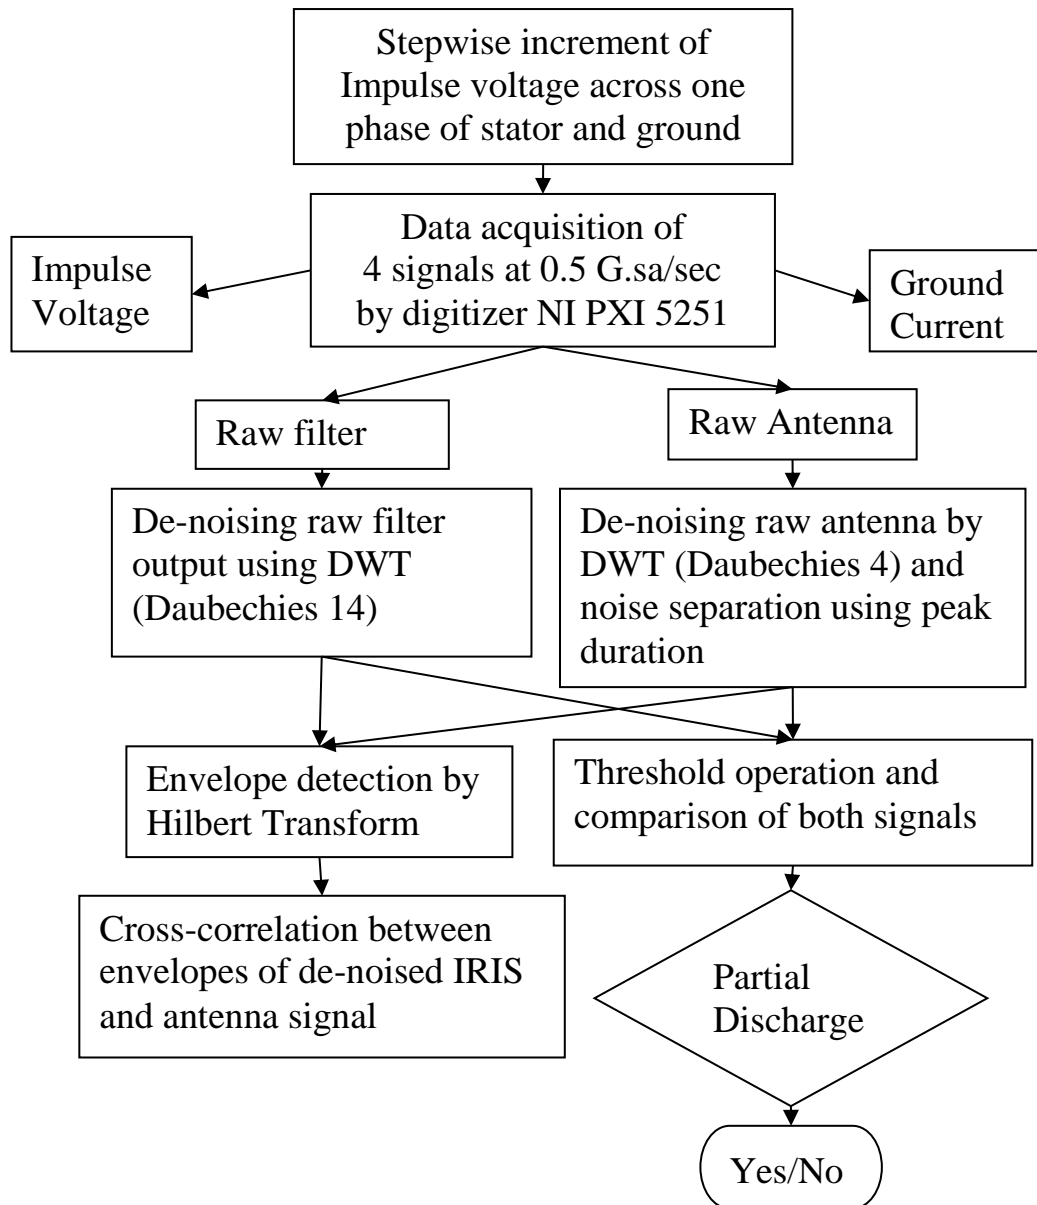 Stepwise increment of
Impulse voltage across one
phase of stator and ground
Data acquisition of
4 signals at 0.5 G.sa/sec
by digitizer NI PXI 5251
Impulse
Voltage
Ground
Current
Raw filter
Raw Antenna
De-noising raw filter
output using DWT
(Daubechies 14)
De-noising raw antenna by
DWT (Daubechies 4) and
noise separation using peak
duration
Envelope detection by
Hilbert Transform
Threshold operation and
comparison of both signals
Cross-correlation between
envelopes of de-noised IRIS
and antenna signal
Partial
Discharge
Yes/No